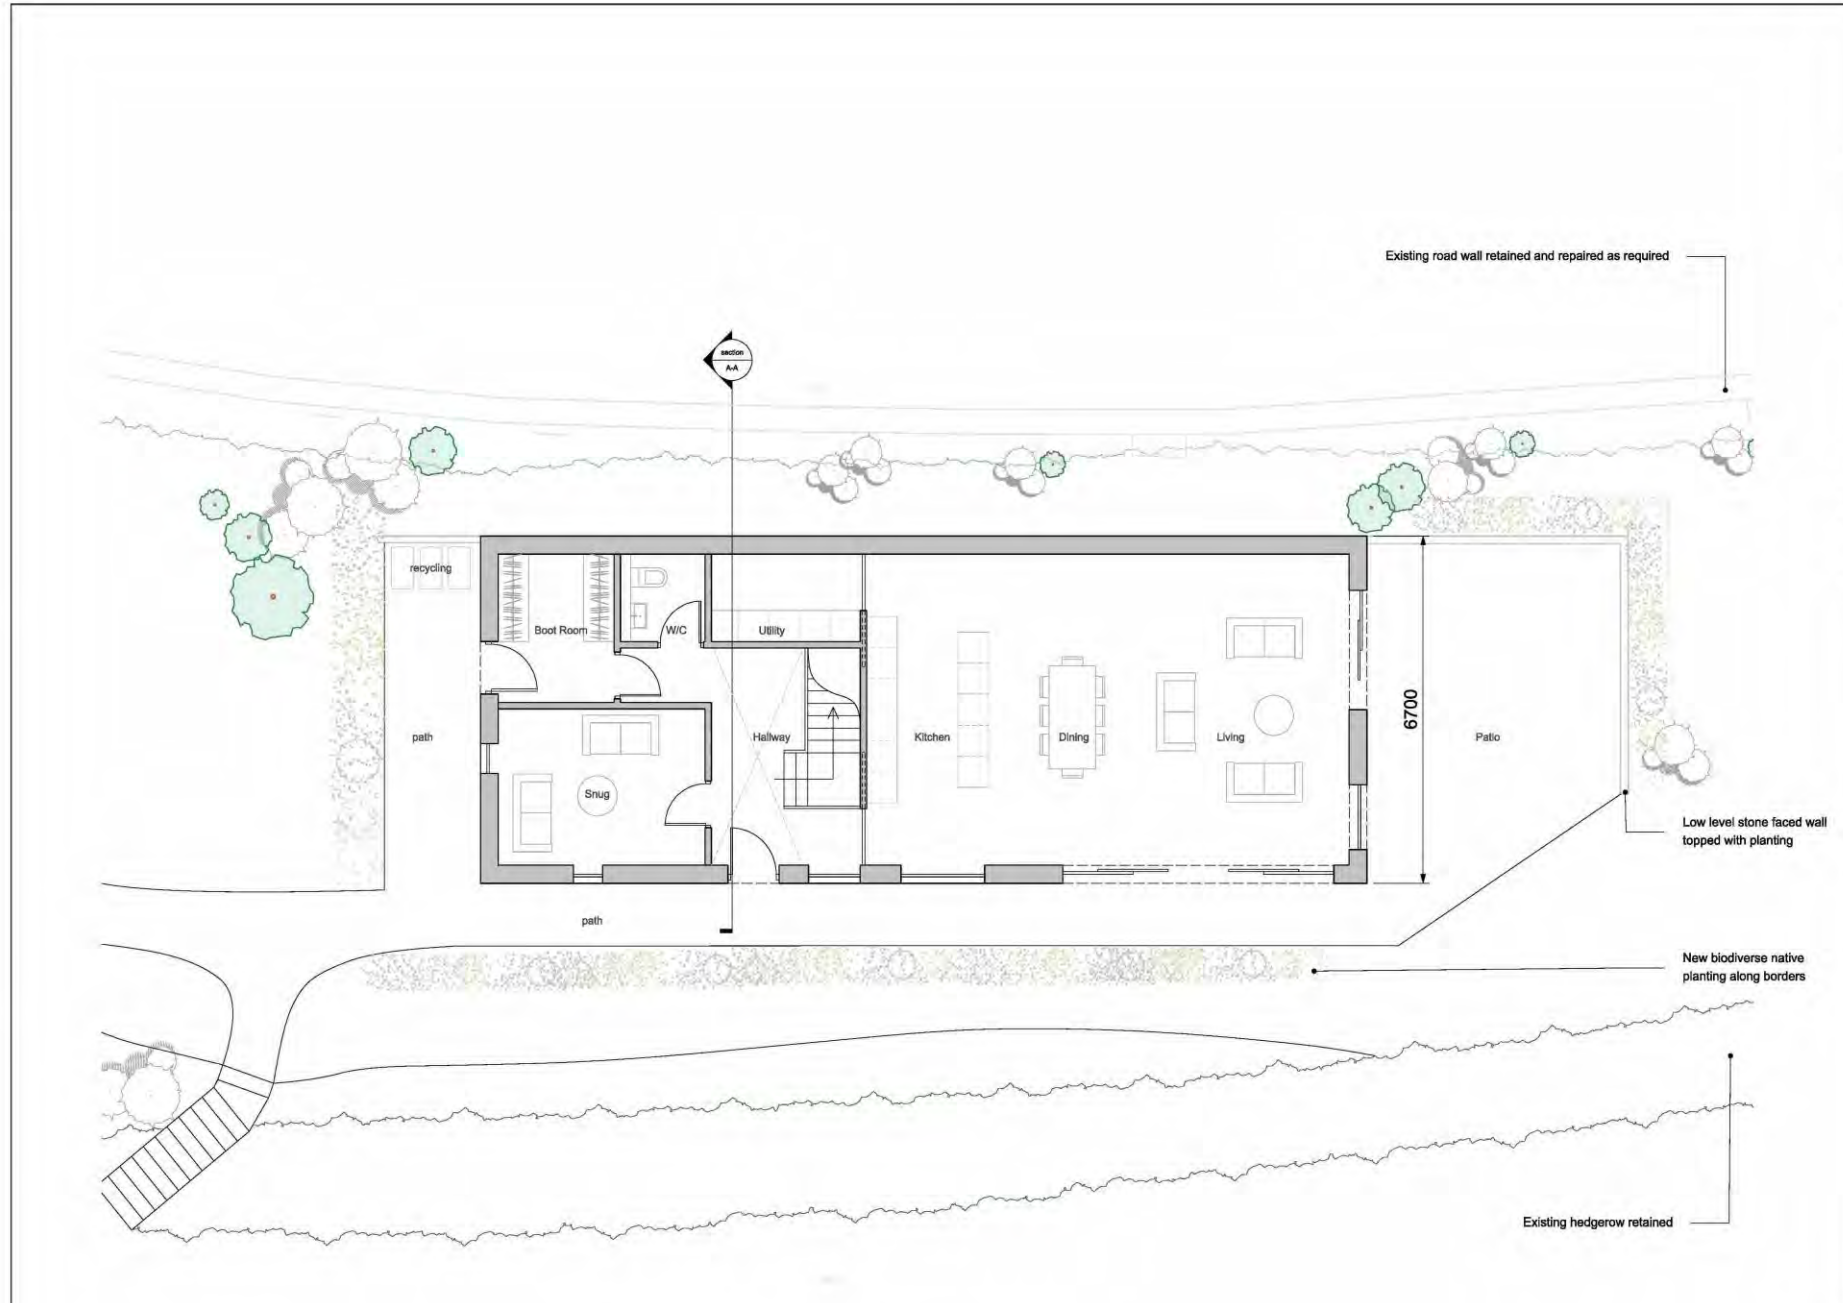 Existing road wall retained and repaired as required
section
A-A
recycling
Boot Room
W/C
Utility
path
Hallway
Kitchen
Dining
Living
6700
Patio
Snug
Low level stone faced wall
topped with planting
path
New biodiverse native
planting along borders
Existing hedgerow retained